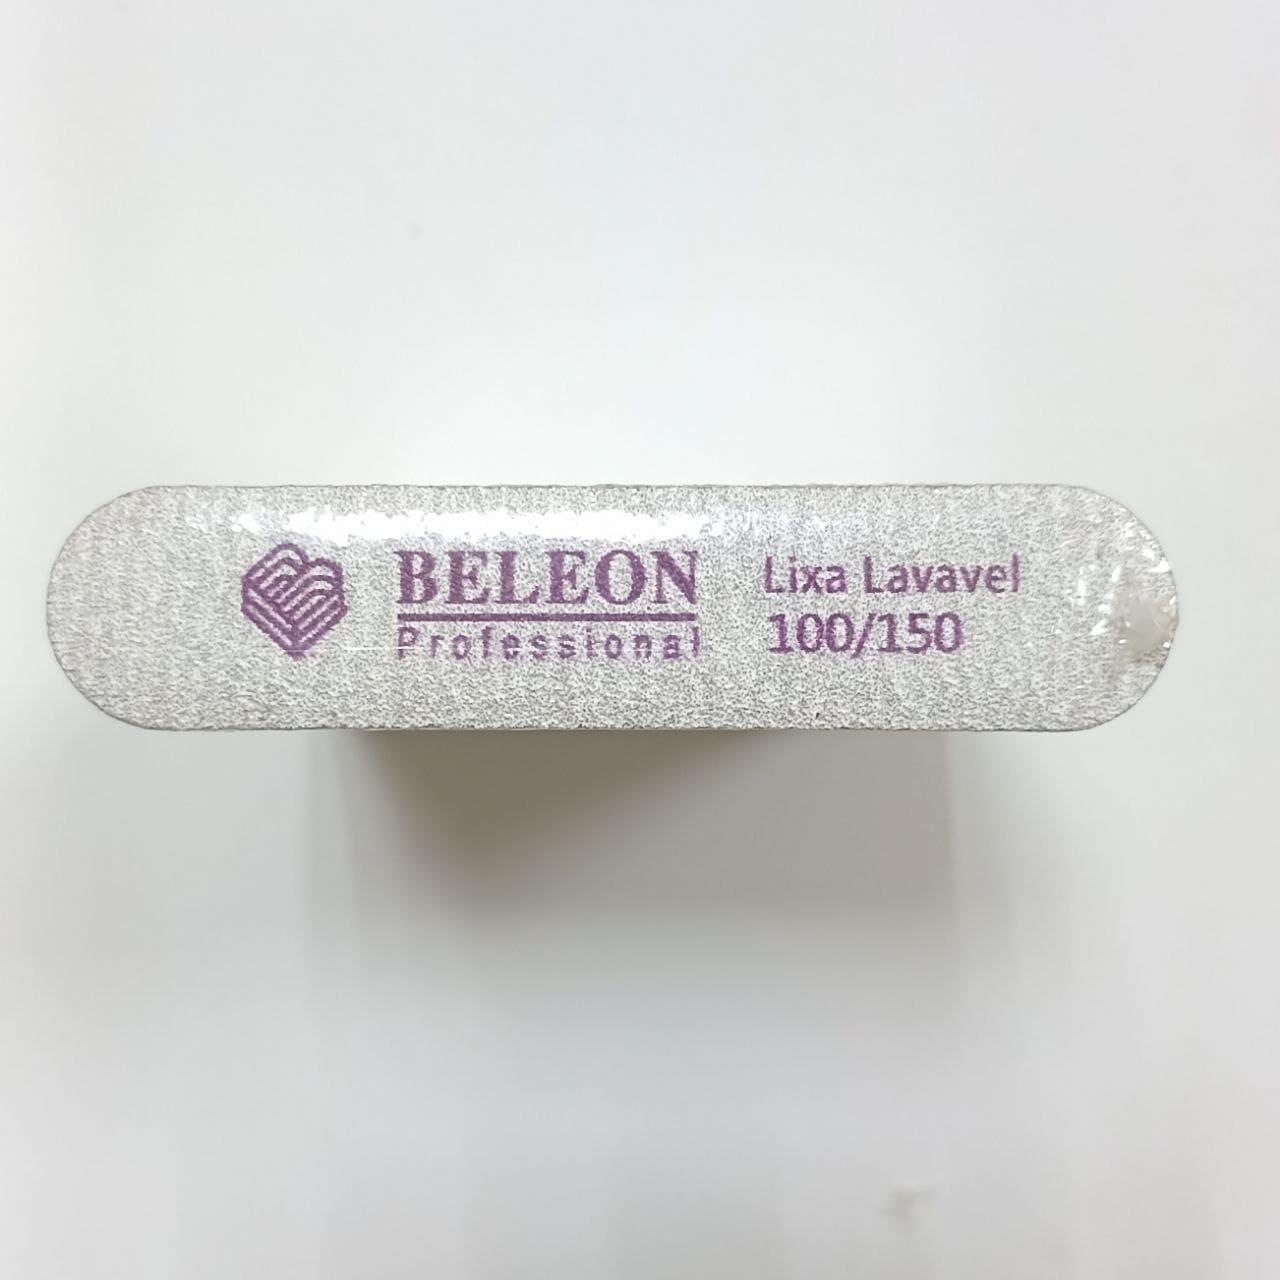 BELEON
Professional
Lixa Lavavel
100/150